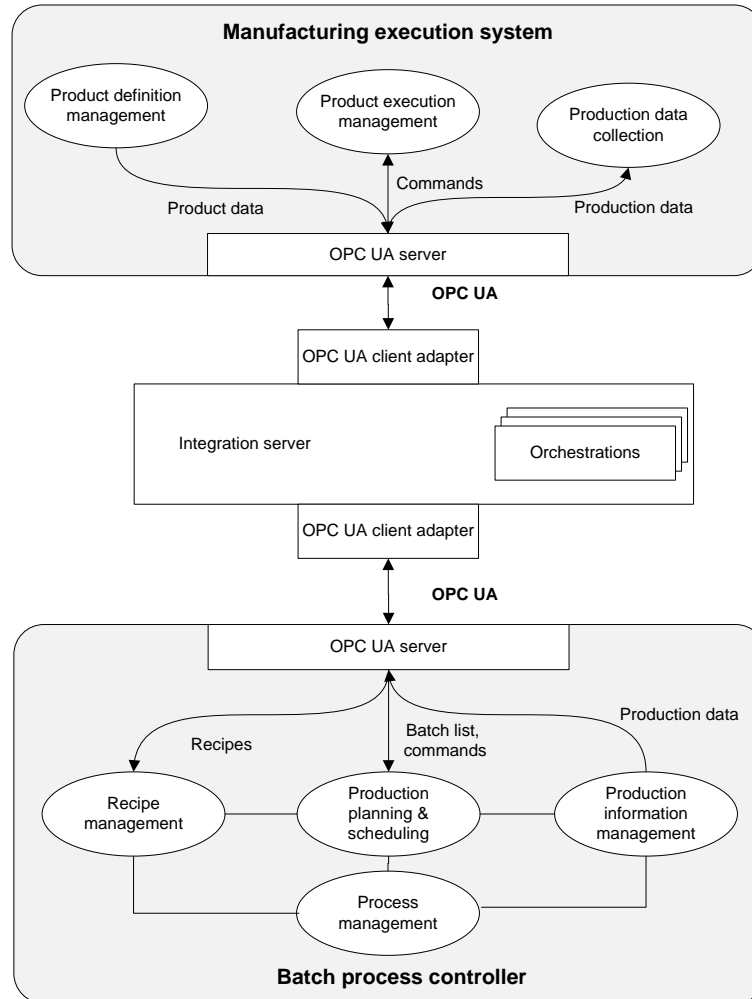 Manufacturing execution system
Product definition
management
Product execution
management
Production data
collection
Commands
Product data
Production data
OPC UA server
OPC UA
OPC UA client adapter
Integration server
Orchestrations
OPC UA client adapter
OPC UA
OPC UA server
Production data
Recipes
Batch list,
commands
Recipe
management
Production
planning &
scheduling
Production
information
management
Process
management
Batch process controller